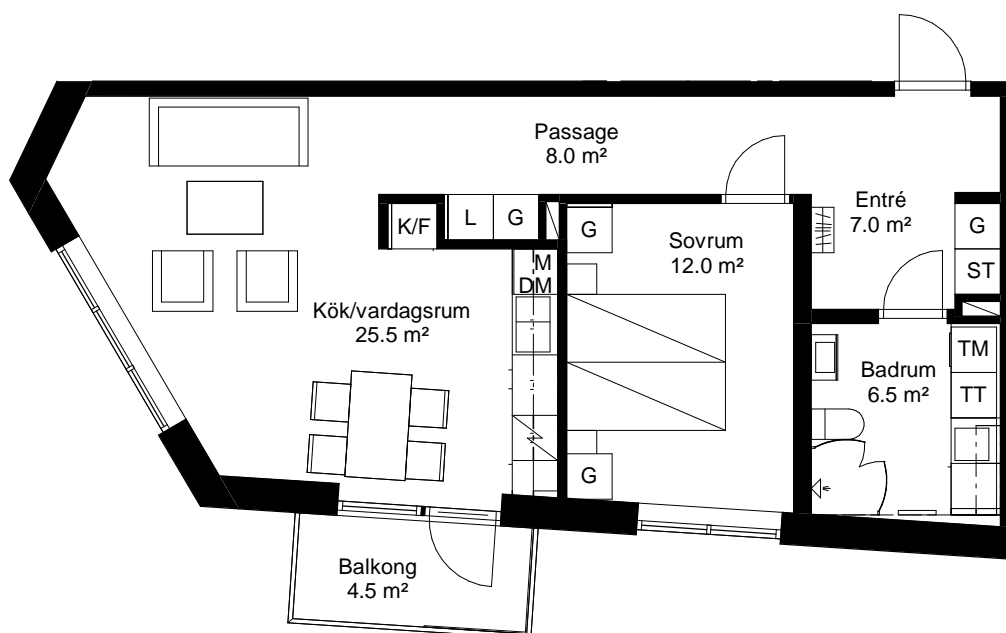 Passage
8.0 m²
Entré
7.0 m²
K/F
L
G
G
Sovrum
12.0 m²
G
ST
M
DM
Kök/vardagsrum
25.5 m²
Badrum
6.5 m²
TM
TT
G
Balkong
4.5 m²